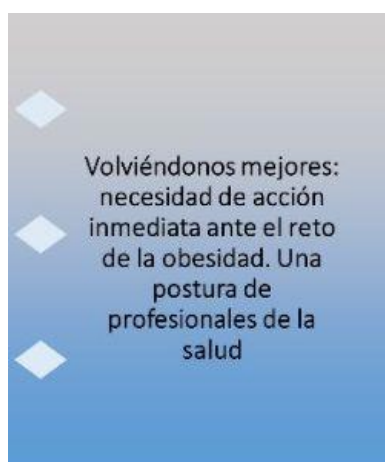 Volviéndonos mejores:
necesidad de acción
inmediata ante el reto
de la obesidad. Una
postura de
profesionales de la
salud